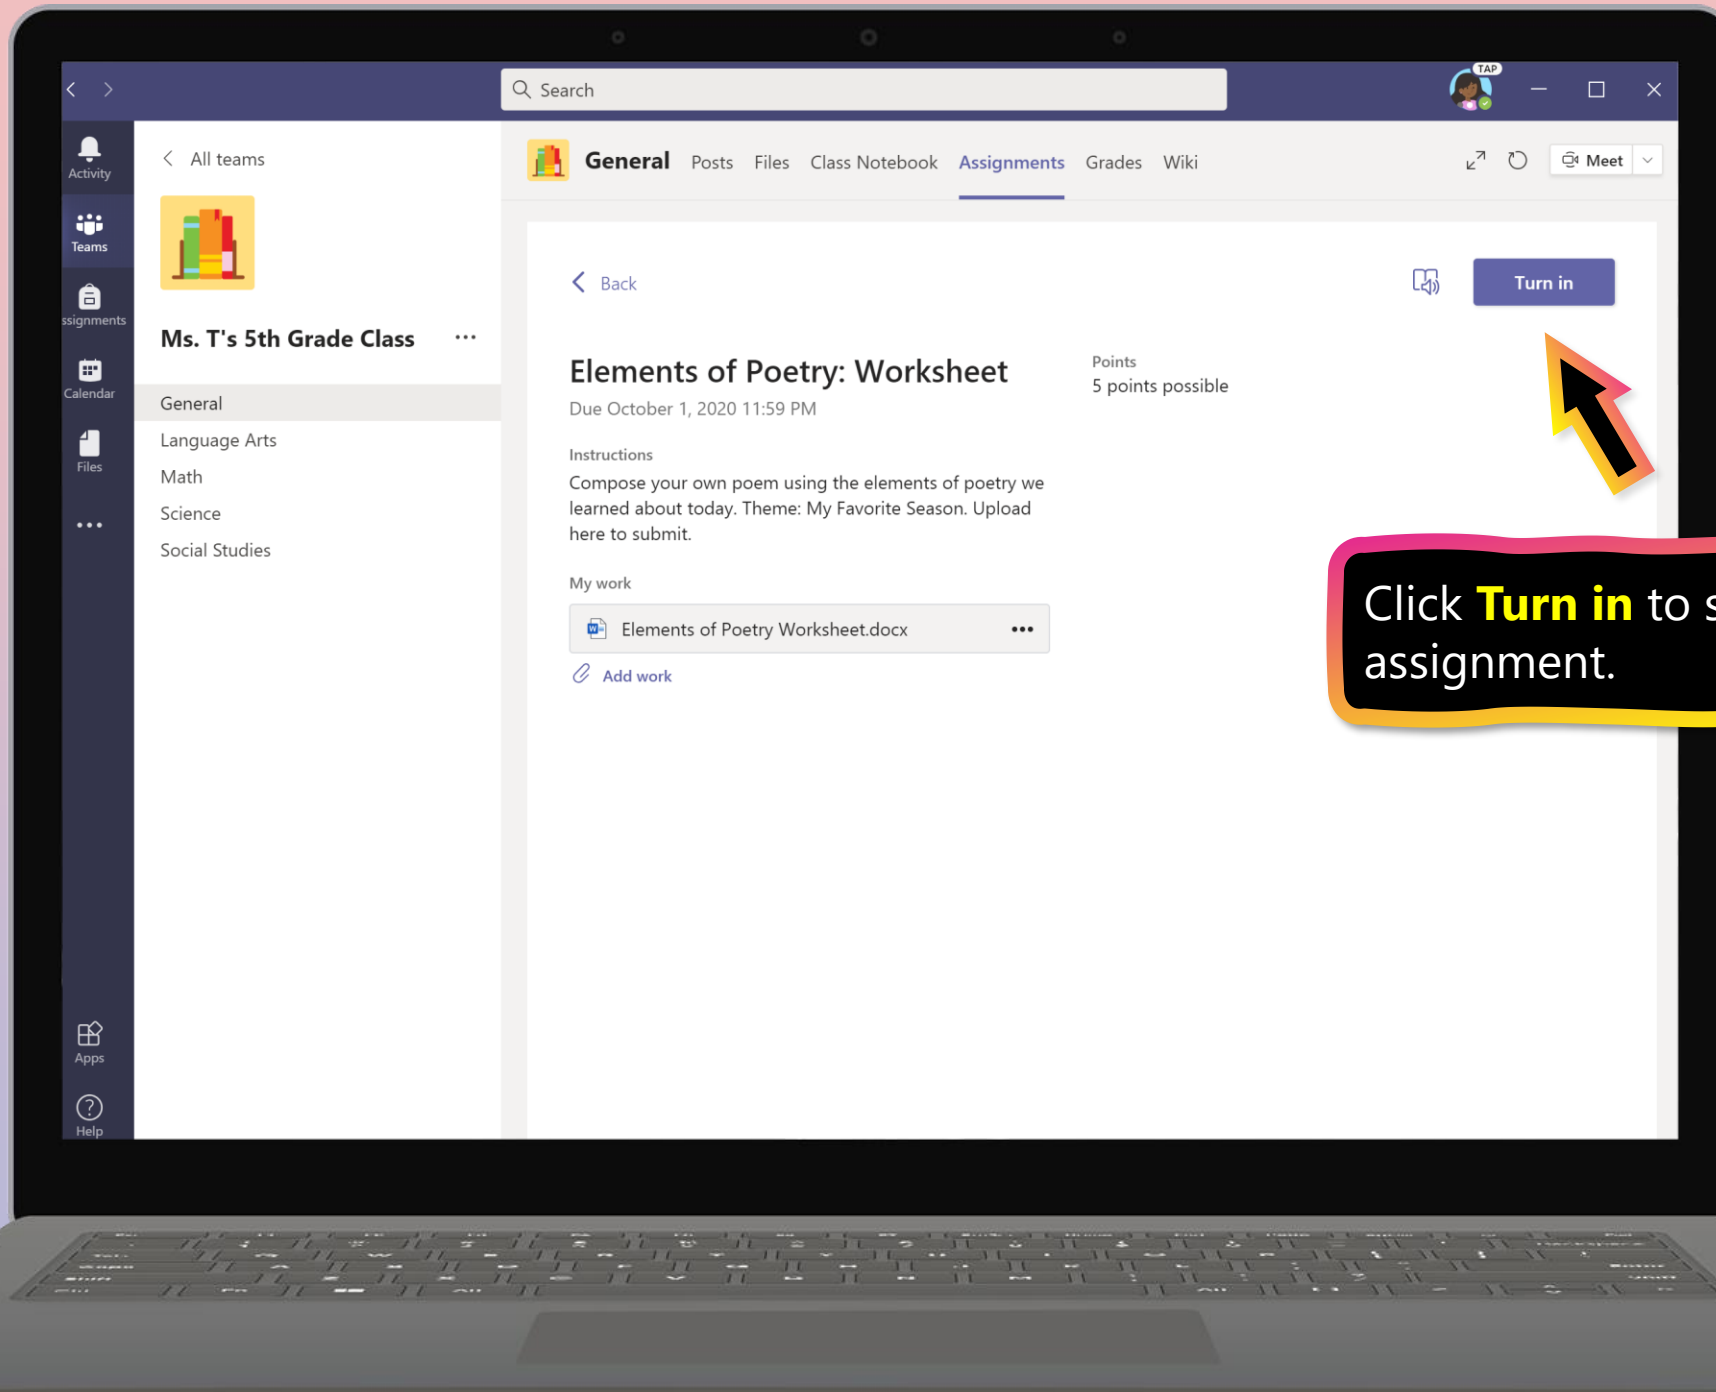 Search
TAP
Activity
Teams
ssignments
Calendar
Files
Apps
Help
All teams
Ms. T's 5th Grade Class
General
Language Arts
Math
Science
Social Studies
General Posts Files Class Notebook Assignments Grades Wiki
Meet
Back
Turn in
Elements of Poetry: Worksheet
Due October 1, 2020 11:59 PM
Points
5 points possible
Instructions
Compose your own poem using the elements of poetry we
learned about today. Theme: My Favorite Season. Upload
here to submit.
My work
Elements of Poetry Worksheet.docx
Add work
Click Turn in to s
assignment.